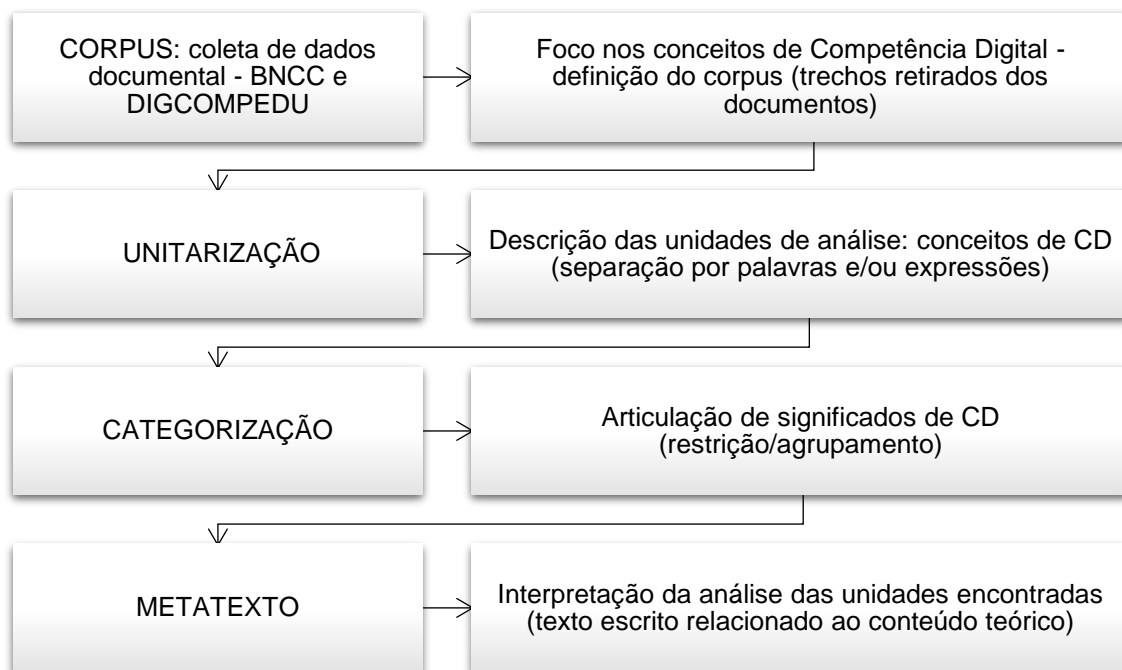 CORPUS: coleta de dados
documental - BNCC e
DIGCOMPEDU
Foco nos conceitos de Competência Digital -
definição do corpus (trechos retirados dos
documentos)
UNITARIZAÇÃO
Descrição das unidades de análise: conceitos de CD
(separação por palavras e/ou expressões)
CATEGORIZAÇÃO
Articulação de significados de CD
(restrição/agrupamento)
METATEXTO
Interpretação da análise das unidades encontradas
(texto escrito relacionado ao conteúdo teórico)